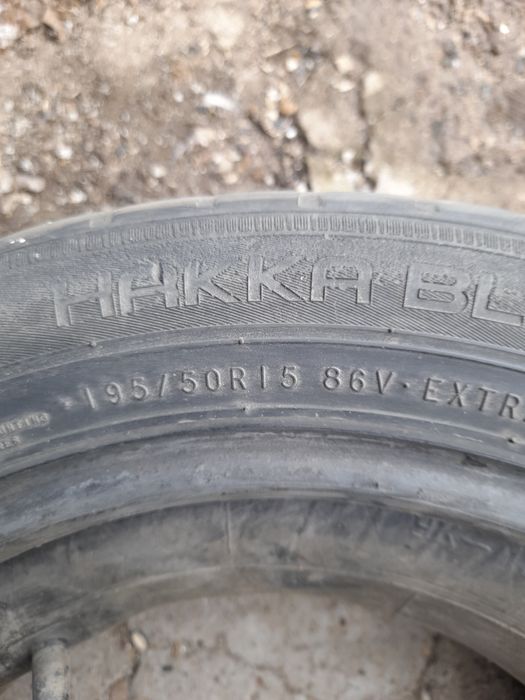 HAKKA BL
195/50R15 86V · EXTR